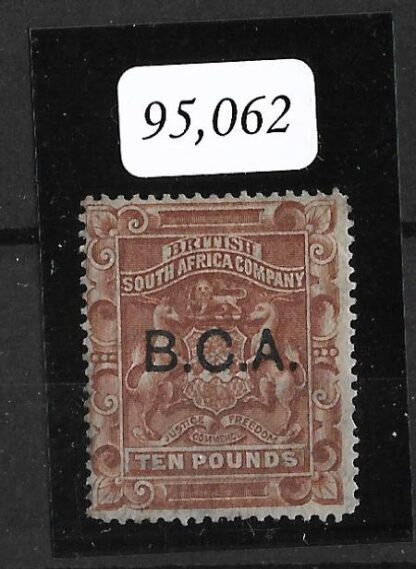 95,062
BRITISH
SOUTH AFRICA COMPANY
B.C.A.
JUSTICE FREEDOM
COMMERCE
TEN POUNDS